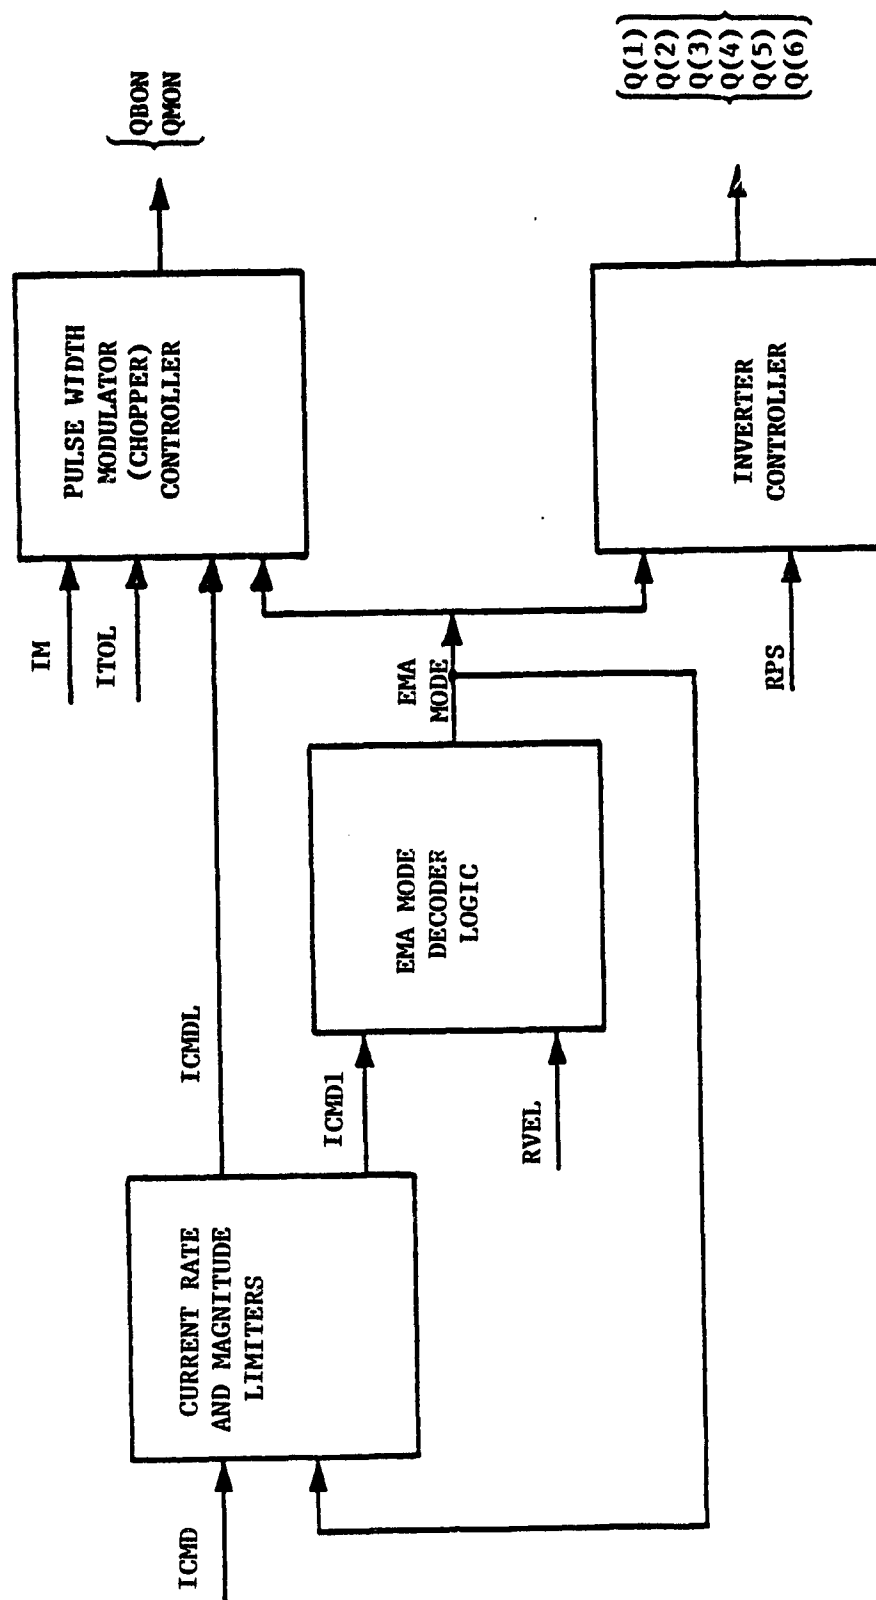 ICMD
CURRENT RATE
AND MAGNITUDE
LIMITERS
ICMDL
ICMD1
RVEL
EMA MODE
DECODER
LOGIC
EMA
MODE
IM
ITOL
RPS
PULSE WIDTH
MODULATOR
(CHOPPER)
CONTROLLER
INVERTER
CONTROLLER
QBON
QMON
Q(1)
Q(2)
Q(3)
Q(4)
Q(5)
Q(6)